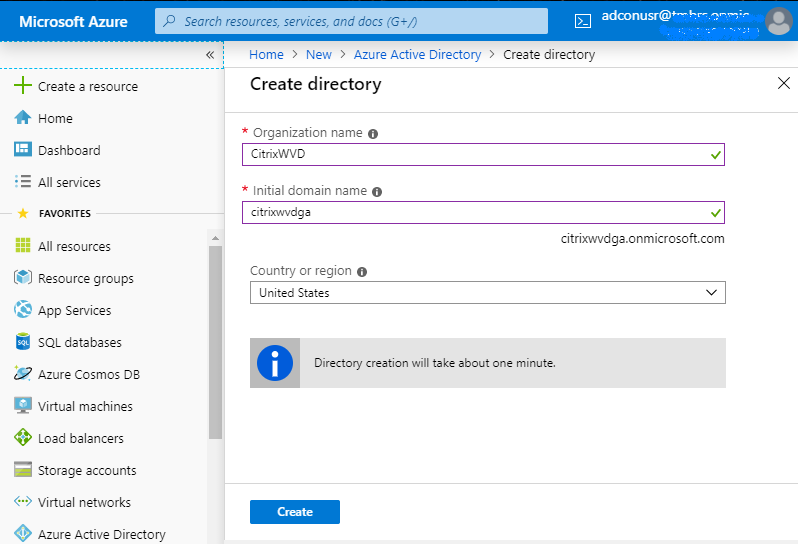 Microsoft Azure
Search resources, services, and docs (G+/)
«
Create a resource
Home
Dashboard
All services
FAVORITES
All resources
Resource groups
App Services
SQL databases
Azure Cosmos DB
Virtual machines
Load balancers
Storage accounts
Virtual networks
Azure Active Directory
Home > New > Azure Active Directory > Create directory
Create directory
* Organization name
CitrixWVD
* Initial domain name
citrixwvdga
citrixwvdga.onmicrosoft.com
Country or region
United States
Directory creation will take about one minute.
Create